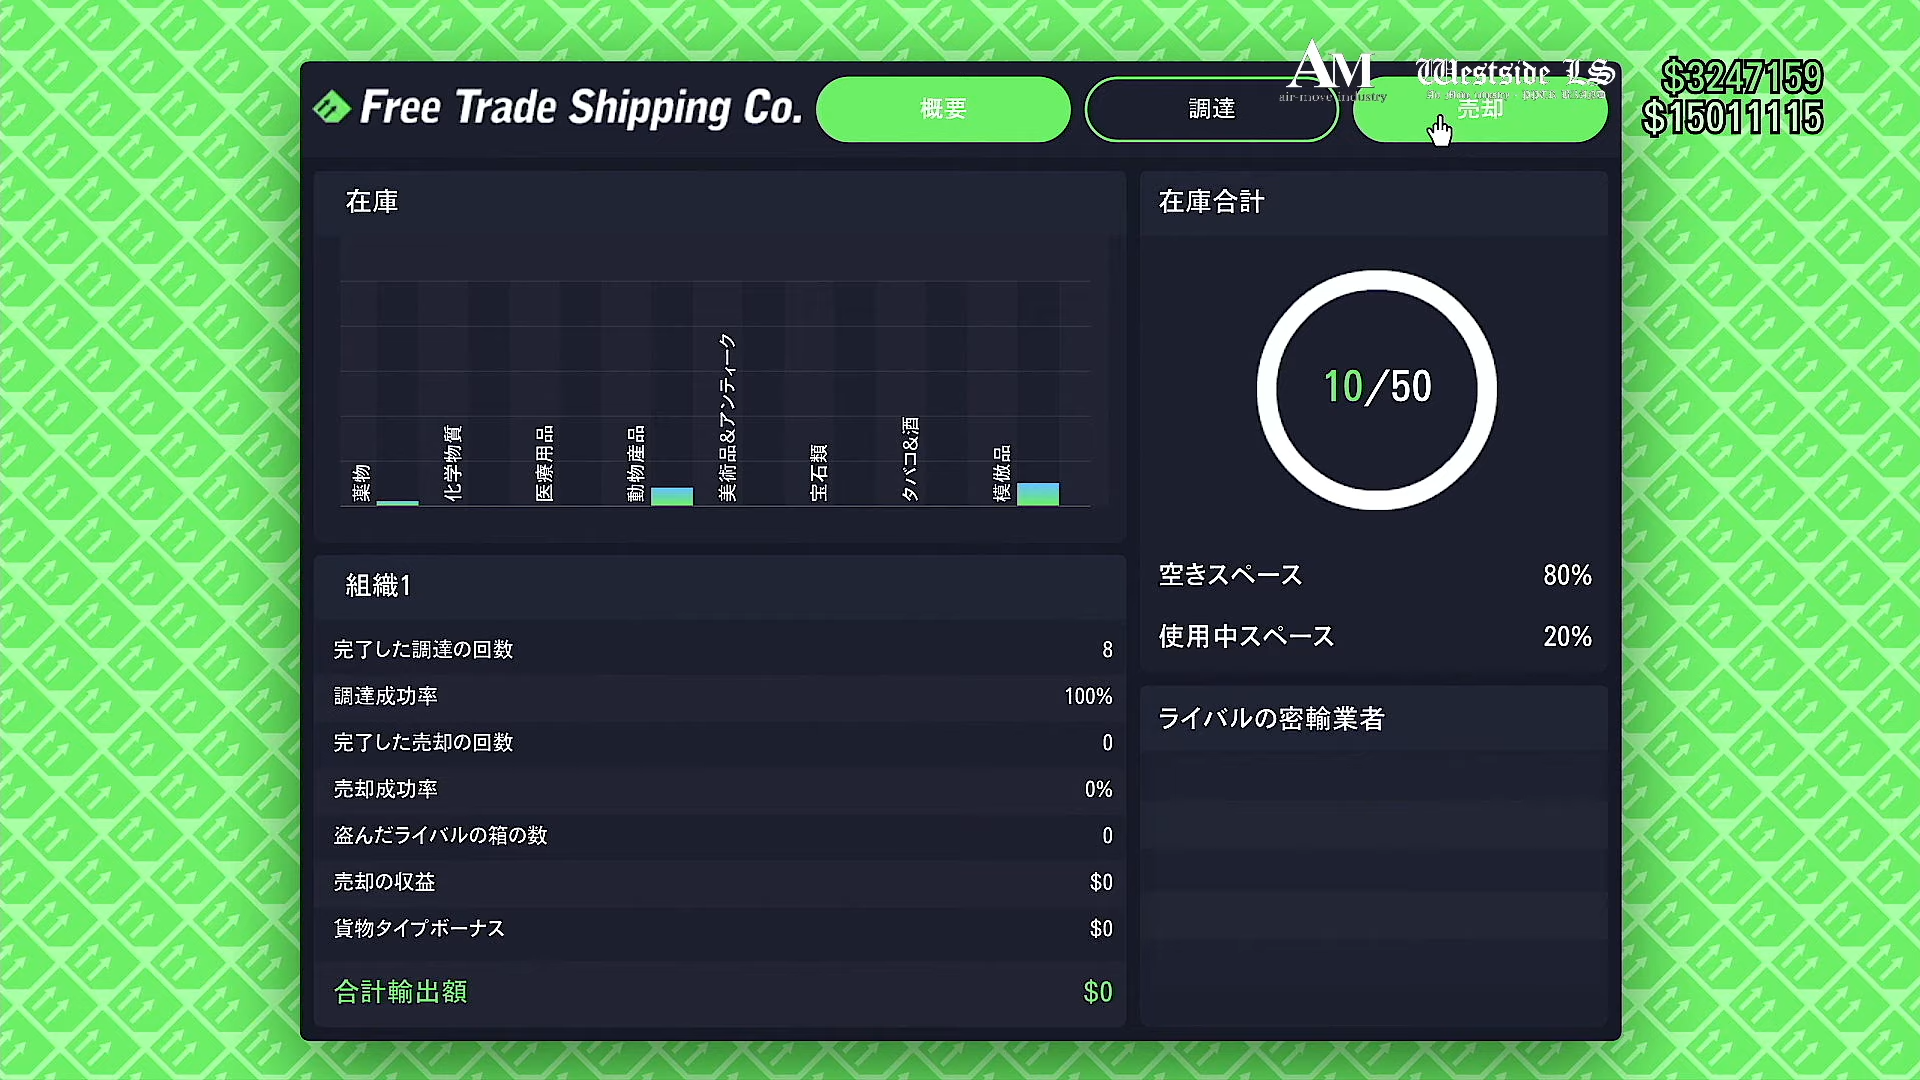 Free Trade Shipping Co.
概要
調達
売却
AM
air-move industry
Westside LS
$3247159
$15011115
在庫
薬物
化学物質
医療用品
動物産品
美術品&アンティーク
宝石類
タバコ&酒
模倣品
在庫合計
10/50
空きスペース 80%
使用中スペース 20%
組織1
完了した調達の回数 8
調達成功率 100%
完了した売却の回数 0
売却成功率 0%
盗んだライバルの箱の数 0
売却の収益 $0
貨物タイプボーナス $0
合計輸出額 $0
ライバルの密輸業者